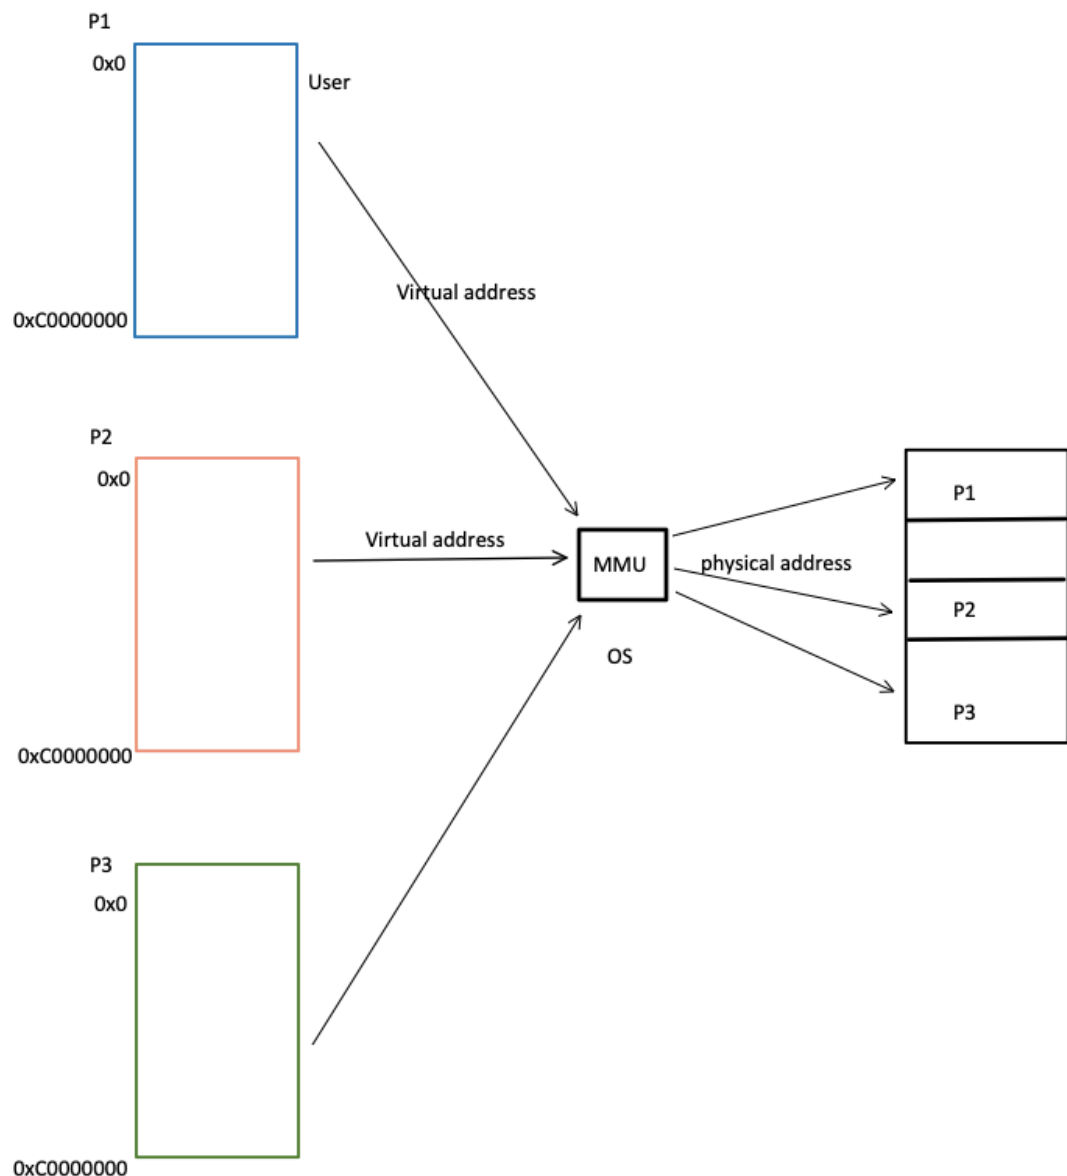 P1
0x0
User
Virtual address
0xC0000000
P2
0x0
Virtual address
0xC0000000
MMU
OS
physical address
P1
P2
P3
P3
0x0
0xC0000000